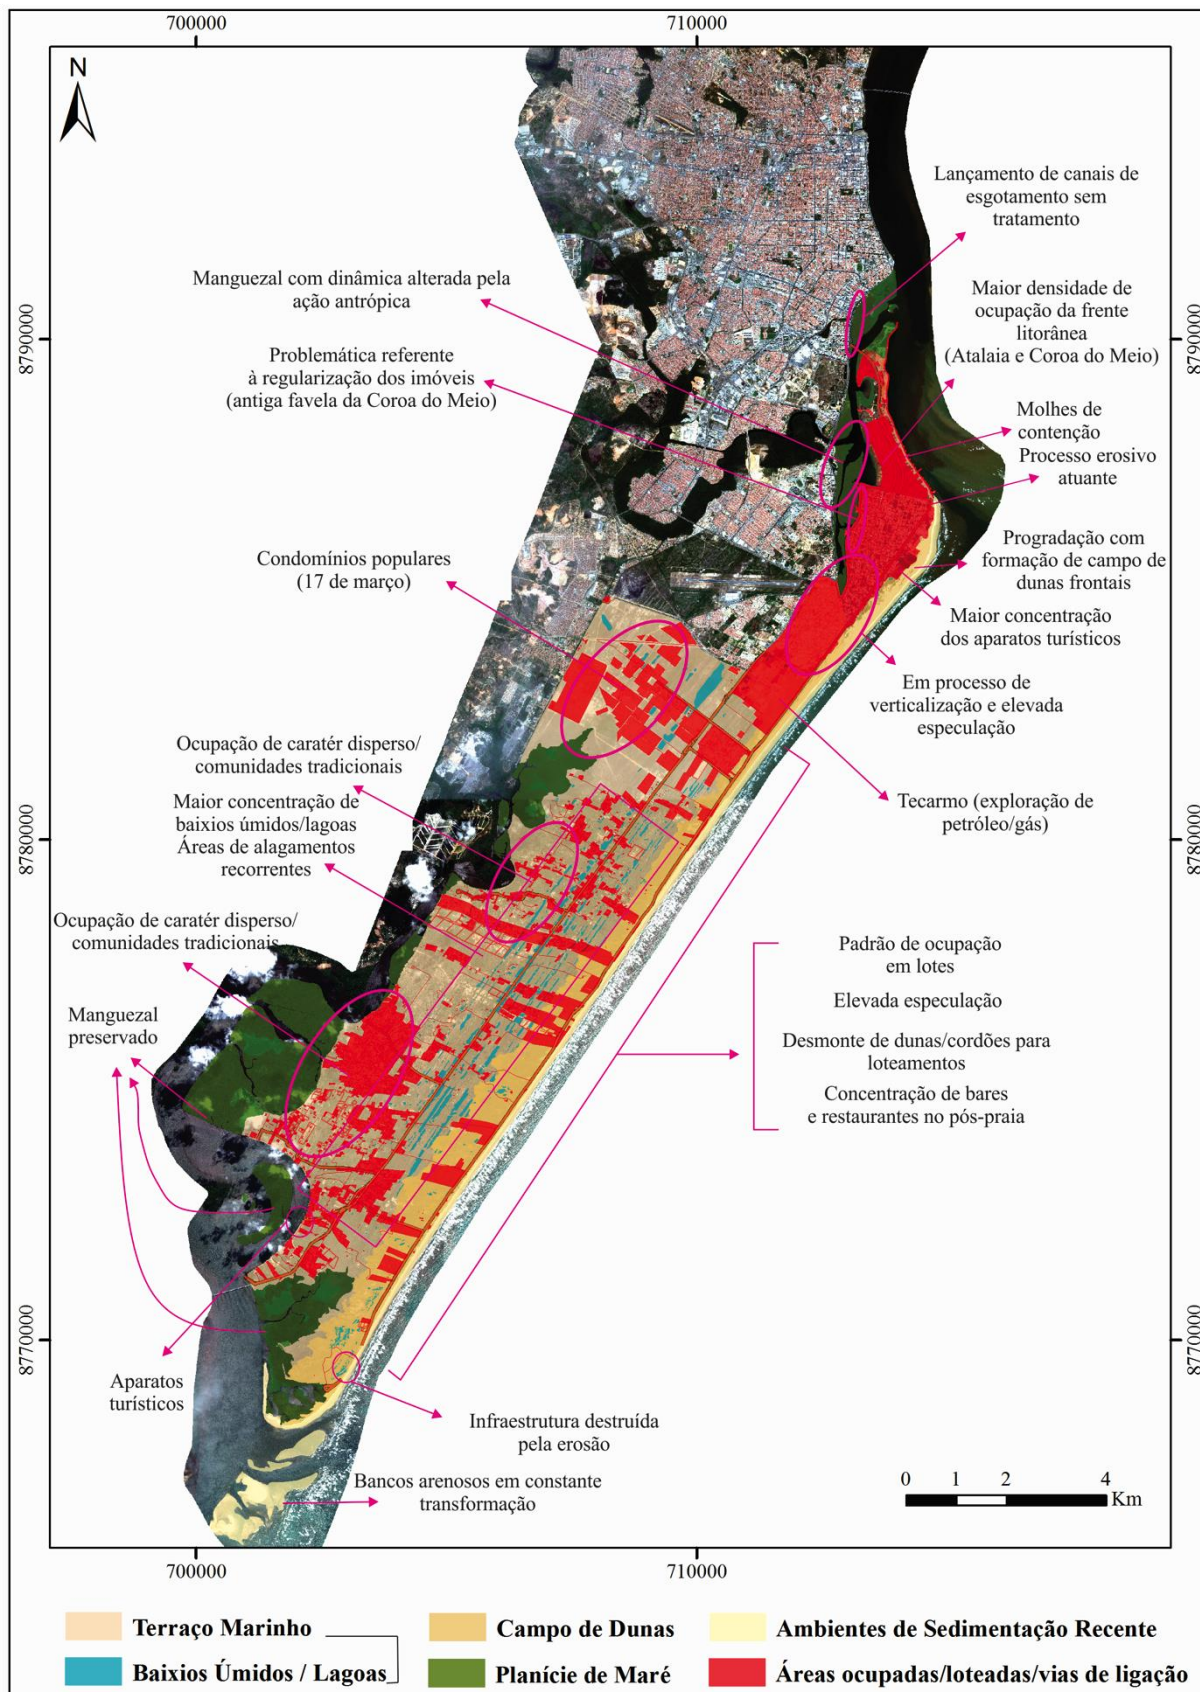 700000
710000
N
Lançamento de canais de
esgotamento sem
tratamento
Manguezal com dinâmica alterada pela
ação antrópica
Maior densidade de
ocupação da frente
litorânea
(Atalaia e Coroa do Meio)
8790000
8790000
Problemática referente
à regularização dos imóveis
(antiga favela da Coroa do Meio)
Molhes de
contenção
Processo erosivo
atuante
Condomínios populares
(17 de março)
Progradação com
formação de campo de
dunas frontais
Maior concentração
dos aparatos turísticos
Em processo de
verticalização e elevada
especulação
Ocupação de caratér disperso/
comunidades tradicionais
Maior concentração de
baixios úmidos/lagoas
Áreas de alagamentos
recorrentes
Tecarmo (exploração de
petróleo/gás)
8780000
8780000
Ocupação de caratér disperso/
comunidades tradicionais
Padrão de ocupação
em lotes
Elevada especulação
Desmonte de dunas/cordões para
loteamentos
Concentração de bares
e restaurantes no pós-praia
Manguezal
preservado
8770000
8770000
Aparatos
turísticos
Infraestrutura destruída
pela erosão
Bancos arenosos em constante
transformação
0 1 2 4
Km
700000
710000
Terraço Marinho
Campo de Dunas
Ambientes de Sedimentação Recente
Baixios Úmidos / Lagoas
Planície de Maré
Áreas ocupadas/loteadas/vias de ligação